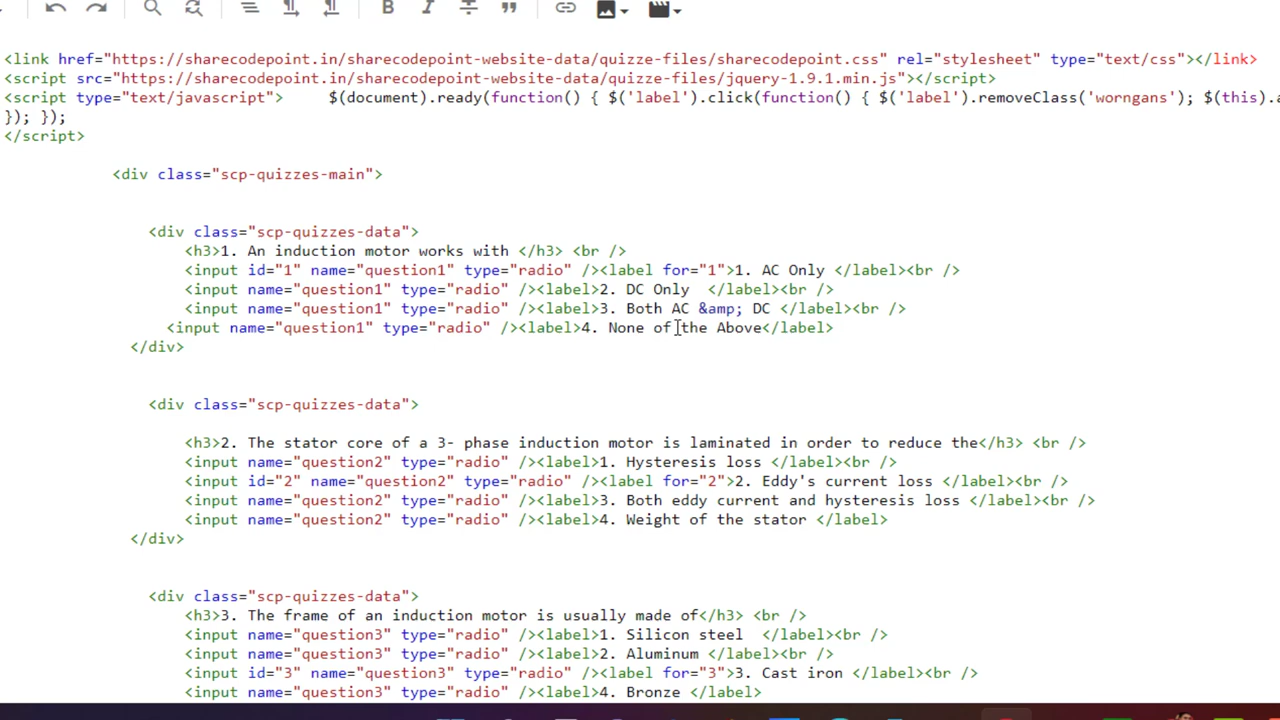 <link href="https://sharecodepoint.in/sharecodepoint-website-data/quizze-files/sharecodepoint.css" rel="stylesheet" type="text/css"></link>
<script src="https://sharecodepoint.in/sharecodepoint-website-data/quizze-files/jquery-1.9.1.min.js"></script>
<script type="text/javascript">     $(document).ready(function() { $('label').click(function() { $('label').removeClass('worngans'); $(this).a
}); });
</script>
<div class="scp-quizzes-main">
<div class="scp-quizzes-data">
<h3>1. An induction motor works with </h3> <br />
<input id="1" name="question1" type="radio" /><label for="1">1. AC Only </label><br />
<input name="question1" type="radio" /><label>2. DC Only  </label><br />
<input name="question1" type="radio" /><label>3. Both AC &amp; DC </label><br />
<input name="question1" type="radio" /><label>4. None of the Above</label>
</div>
<div class="scp-quizzes-data">
<h3>2. The stator core of a 3- phase induction motor is laminated in order to reduce the</h3> <br />
<input name="question2" type="radio" /><label>1. Hysteresis loss </label><br />
<input id="2" name="question2" type="radio" /><label for="2">2. Eddy's current loss </label><br />
<input name="question2" type="radio" /><label>3. Both eddy current and hysteresis loss </label><br />
<input name="question2" type="radio" /><label>4. Weight of the stator </label>
</div>
<div class="scp-quizzes-data">
<h3>3. The frame of an induction motor is usually made of</h3> <br />
<input name="question3" type="radio" /><label>1. Silicon steel  </label><br />
<input name="question3" type="radio" /><label>2. Aluminum </label><br />
<input id="3" name="question3" type="radio" /><label for="3">3. Cast iron </label><br />
<input name="question3" type="radio" /><label>4. Bronze </label>